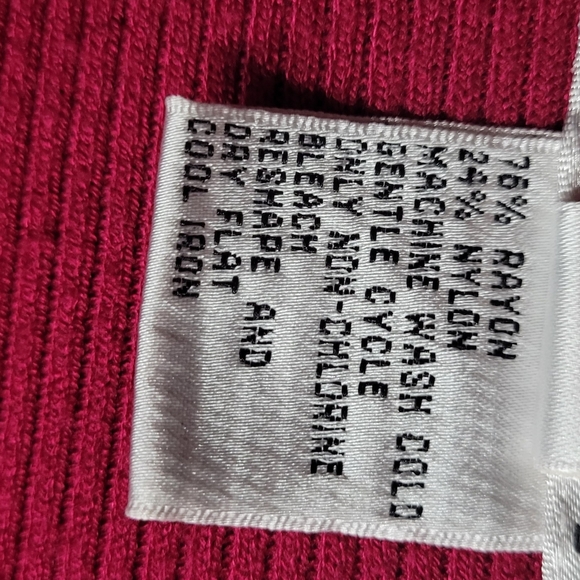 76% RAYON
24% NYLON
MACHINE WASH COLD
GENTLE CYCLE
ONLY NON-CHLORINE
BLEACH
RESHAPE AND
DRY FLAT
COOL IRON